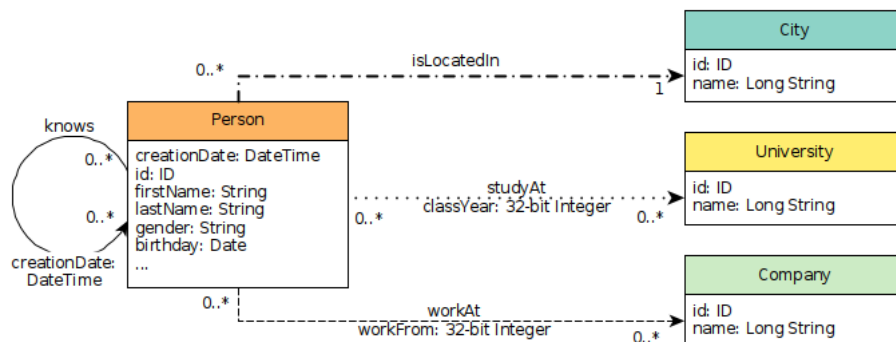 City
id: ID
name: Long String
isLocatedIn
0..*
1
Person
creationDate: DateTime
id: ID
firstName: String
lastName: String
gender: String
birthday: Date
...
knows
0..*
0..*
creationDate:
DateTime
University
id: ID
name: Long String
studyAt
classYear: 32-bit Integer
0..*
0..*
Company
id: ID
name: Long String
0..*
workAt
workFrom: 32-bit Integer
0..*